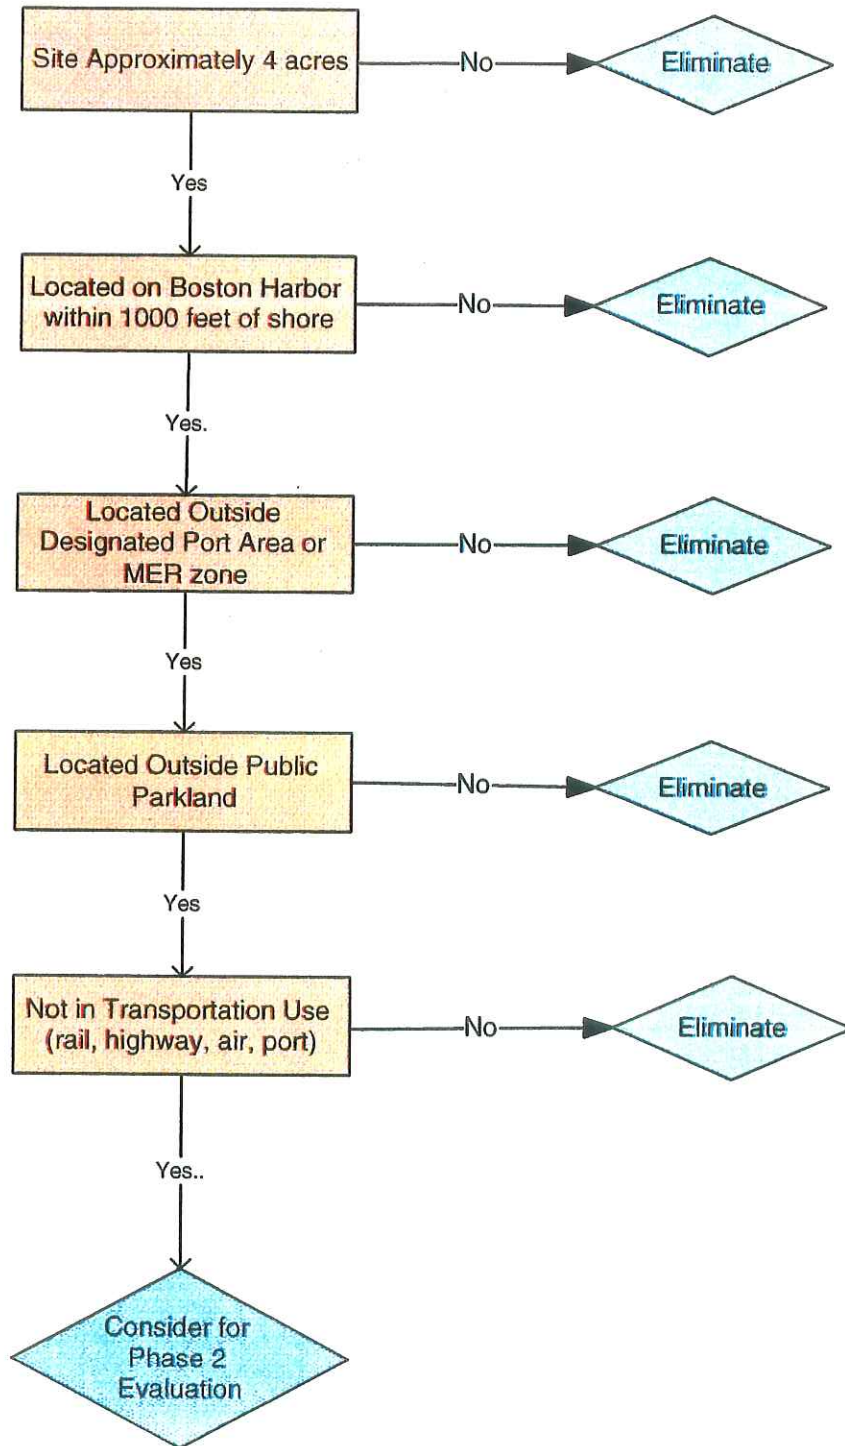 Site Approximately 4 acres
No
Eliminate
Yes
Located on Boston Harbor
within 1000 feet of shore
No
Eliminate
Yes.
Located Outside
Designated Port Area or
MER zone
No
Eliminate
Yes
Located Outside Public
Parkland
No
Eliminate
Yes
Not in Transportation Use
(rail, highway, air, port)
No
Eliminate
Yes..
Consider for
Phase 2
Evaluation